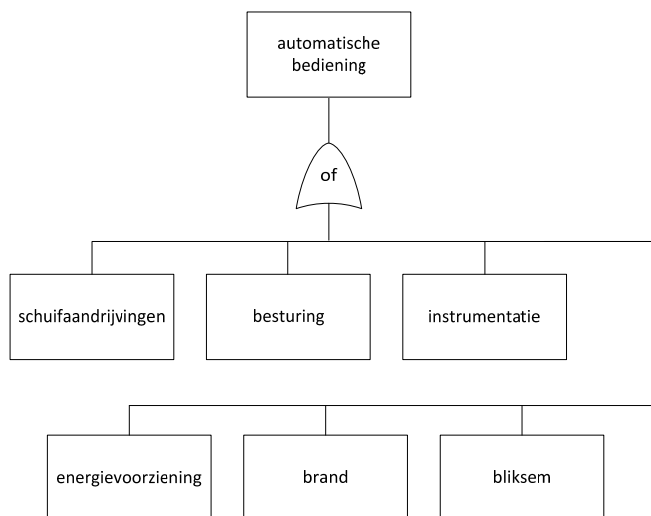 automatische
bediening
of
schuifaandrijvingen
besturing
instrumentatie
energievoorziening
brand
bliksem